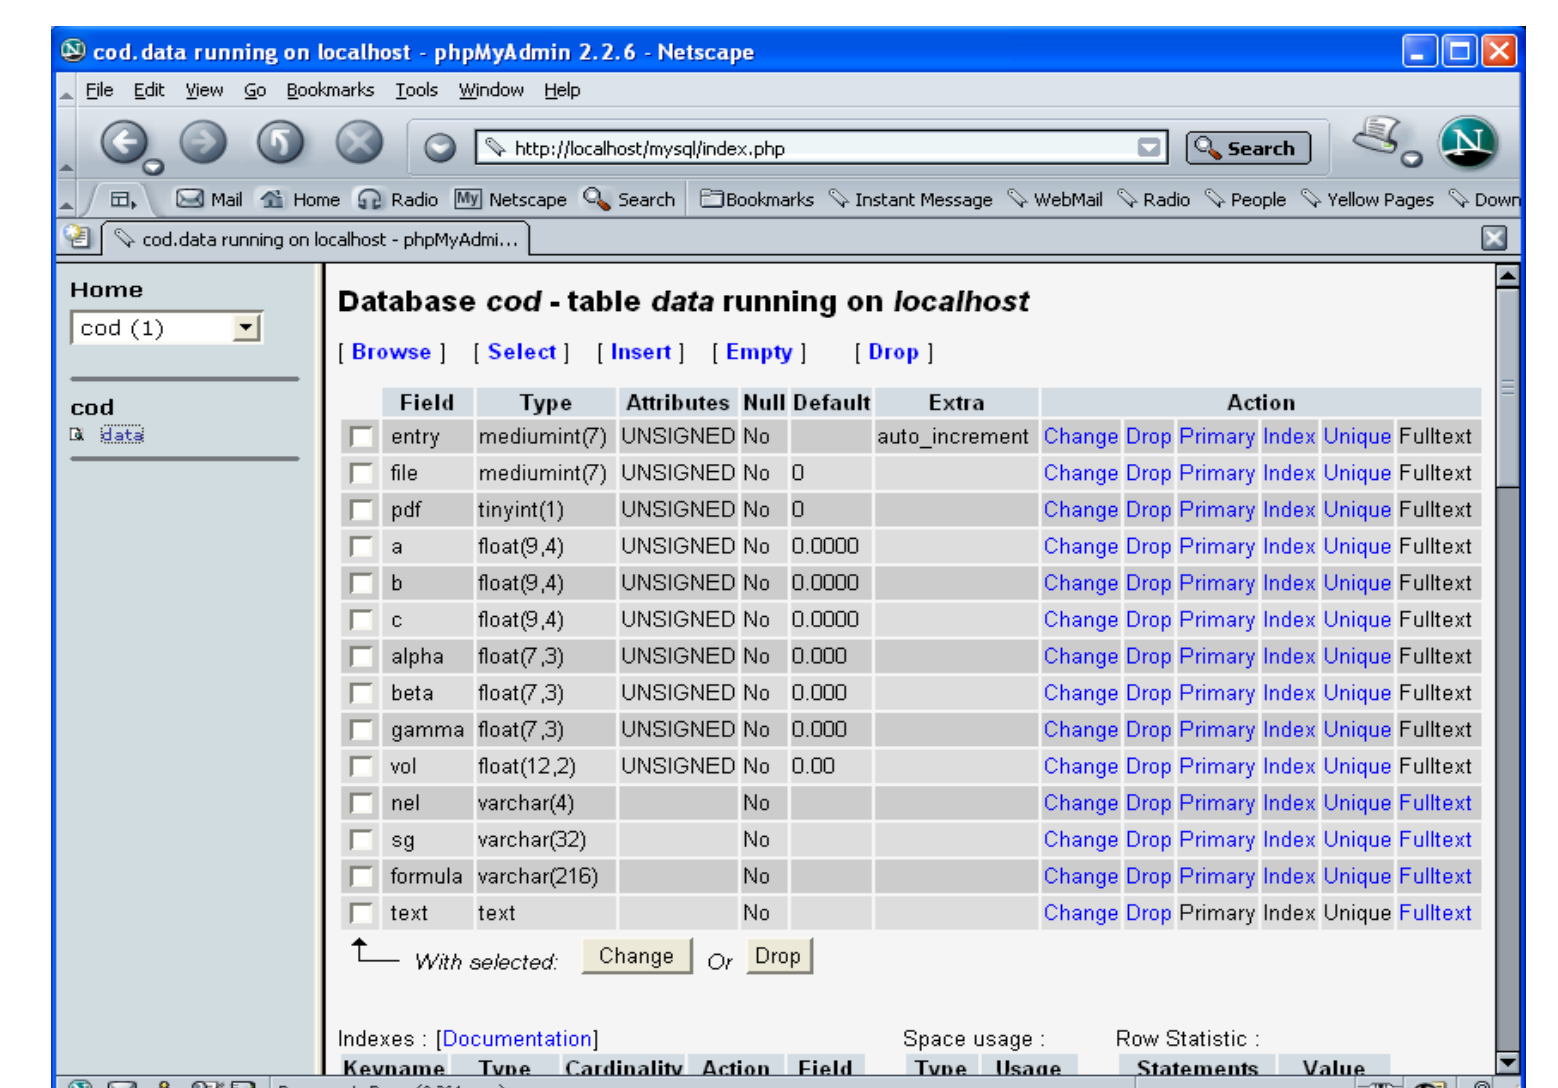 cod.data running on localhost - phpMyAdmin 2.2.6 - Netscape
File Edit View Go Bookmarks Tools Window Help
http://localhost/mysql/index.php Search N
Mail Home Radio My Netscape Search Bookmarks Instant Message WebMail Radio People Yellow Pages Down
cod.data running on localhost - phpMyAdmi...
Home
cod (1)
cod
data
Database cod - table data running on localhost
[ Browse ] [ Select ] [ Insert ] [ Empty ] [ Drop ]
Field Type Attributes Null Default Extra Action
entry mediumint(7) UNSIGNED No auto_increment Change Drop Primary Index Unique Fulltext
file mediumint(7) UNSIGNED No 0 Change Drop Primary Index Unique Fulltext
pdf tinyint(1) UNSIGNED No 0 Change Drop Primary Index Unique Fulltext
a float(9,4) UNSIGNED No 0.0000 Change Drop Primary Index Unique Fulltext
b float(9,4) UNSIGNED No 0.0000 Change Drop Primary Index Unique Fulltext
c float(9,4) UNSIGNED No 0.0000 Change Drop Primary Index Unique Fulltext
alpha float(7,3) UNSIGNED No 0.000 Change Drop Primary Index Unique Fulltext
beta float(7,3) UNSIGNED No 0.000 Change Drop Primary Index Unique Fulltext
gamma float(7,3) UNSIGNED No 0.000 Change Drop Primary Index Unique Fulltext
vol float(12,2) UNSIGNED No 0.00 Change Drop Primary Index Unique Fulltext
nel varchar(4) No Change Drop Primary Index Unique Fulltext
sg varchar(32) No Change Drop Primary Index Unique Fulltext
formula varchar(216) No Change Drop Primary Index Unique Fulltext
text text No Change Drop Primary Index Unique Fulltext
With selected: Change Or Drop
Indexes : [Documentation] Space usage : Row Statistic :
Keyname Type Cardinality Action Field Type Usage Statements Value